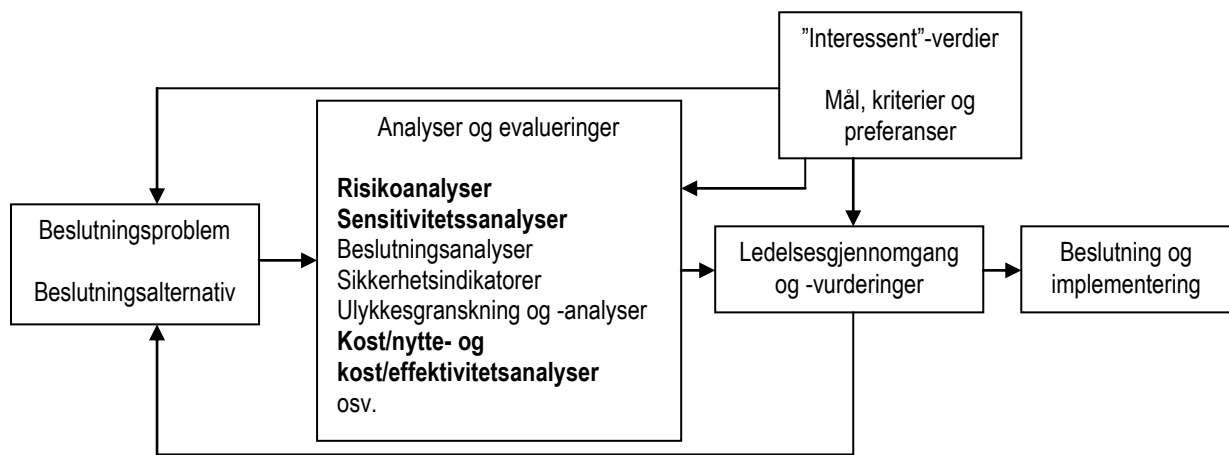 ”Interessent”-verdier
Mål, kriterier og
preferanser
Analyser og evalueringer
Risikoanalyser
Sensitivitetssanalyser
Beslutningsanalyser
Sikkerhetsindikatorer
Ulykkesgranskning og -analyser
Kost/nytte- og
kost/effektivitetsanalyser
osv.
Beslutningsproblem
Beslutningsalternativ
Ledelsesgjennomgang
og -vurderinger
Beslutning og
implementering